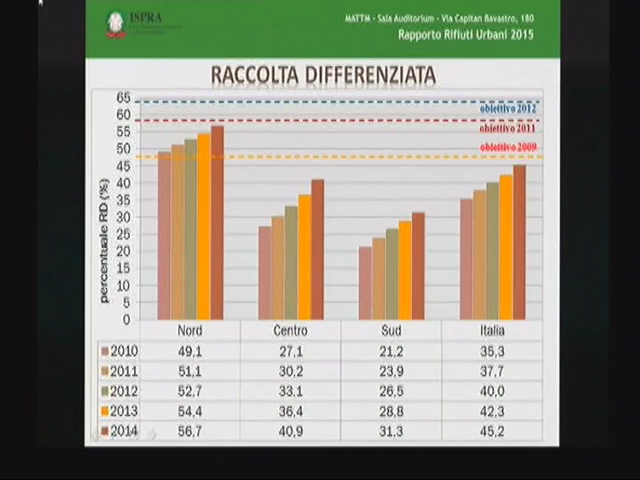 ISPRA
MATTM - Sala Auditorium - Via Capitan Bavastro, 180
Rapporto Rifiuti Urbani 2015
RACCOLTA DIFFERENZIATA
percentuale RD (%)
65
60
55
50
45
40
35
30
25
20
15
10
5
0
obiettivo 2012
obiettivo 2011
obiettivo 2009
Nord Centro Sud Italia
2010 49,1 27,1 21,2 35,3
2011 51,1 30,2 23,9 37,7
2012 52,7 33,1 26,5 40,0
2013 54,4 36,4 28,8 42,3
2014 56,7 40,9 31,3 45,2